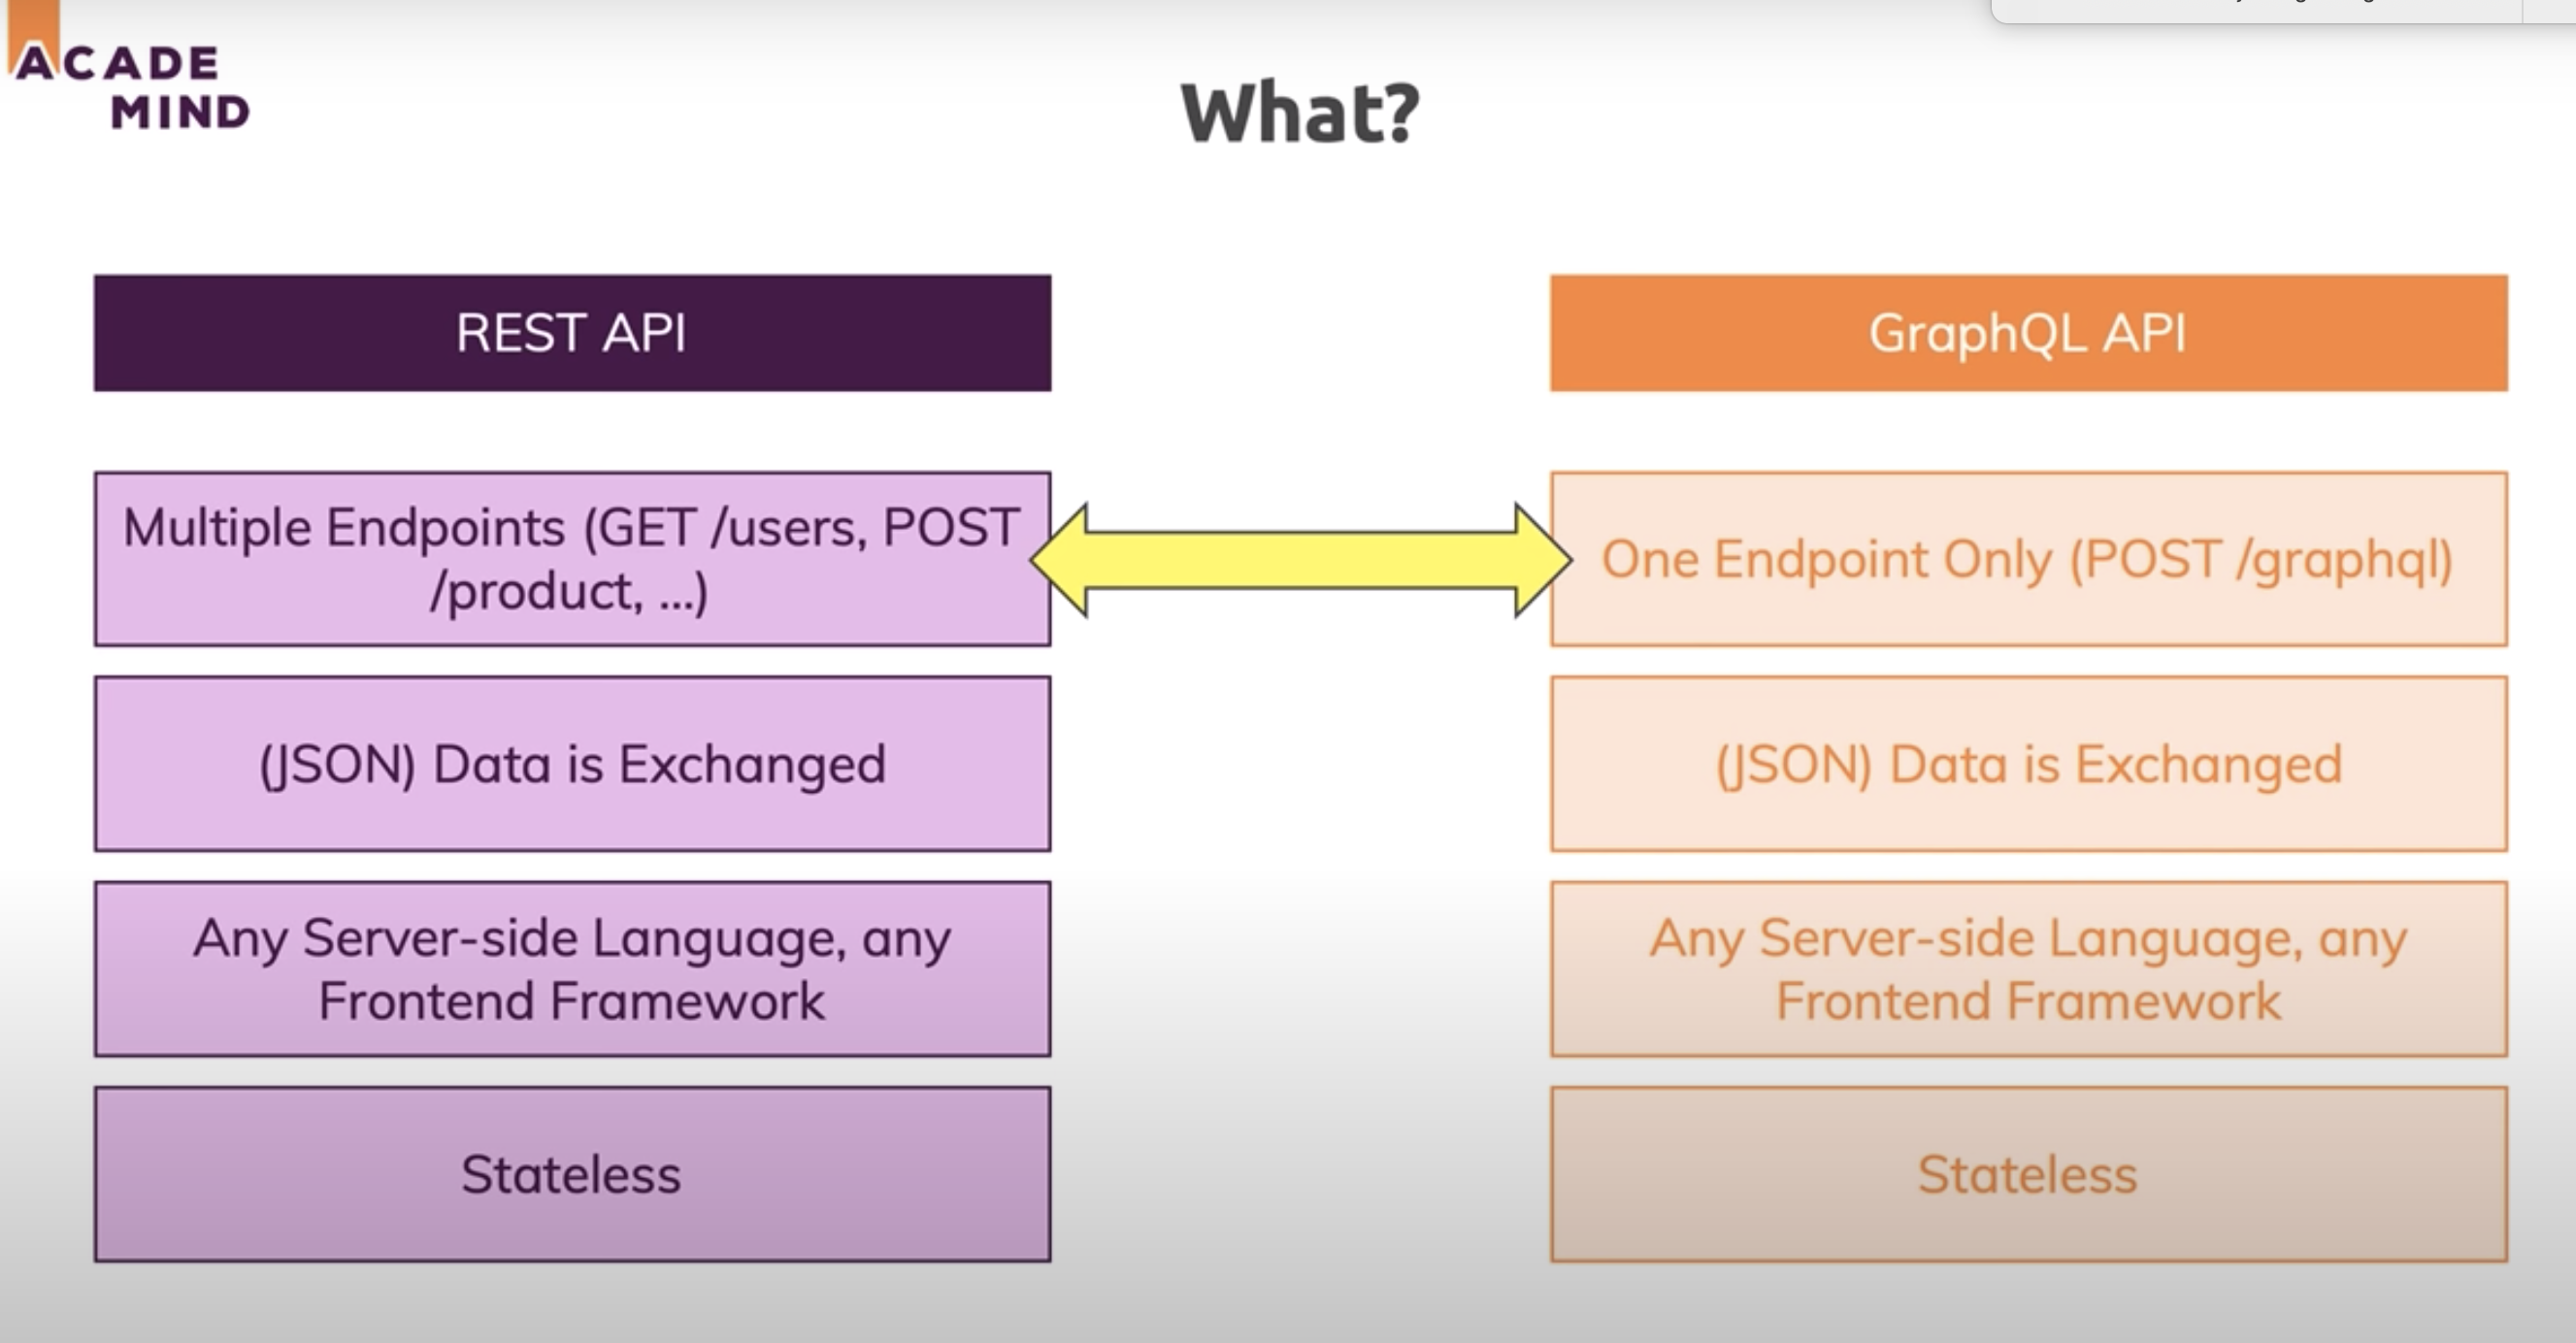 ACADE
MIND
What?
REST API
GraphQL API
Multiple Endpoints (GET /users, POST
/product, ...)
One Endpoint Only (POST /graphql)
(JSON) Data is Exchanged
(JSON) Data is Exchanged
Any Server-side Language, any
Frontend Framework
Any Server-side Language, any
Frontend Framework
Stateless
Stateless